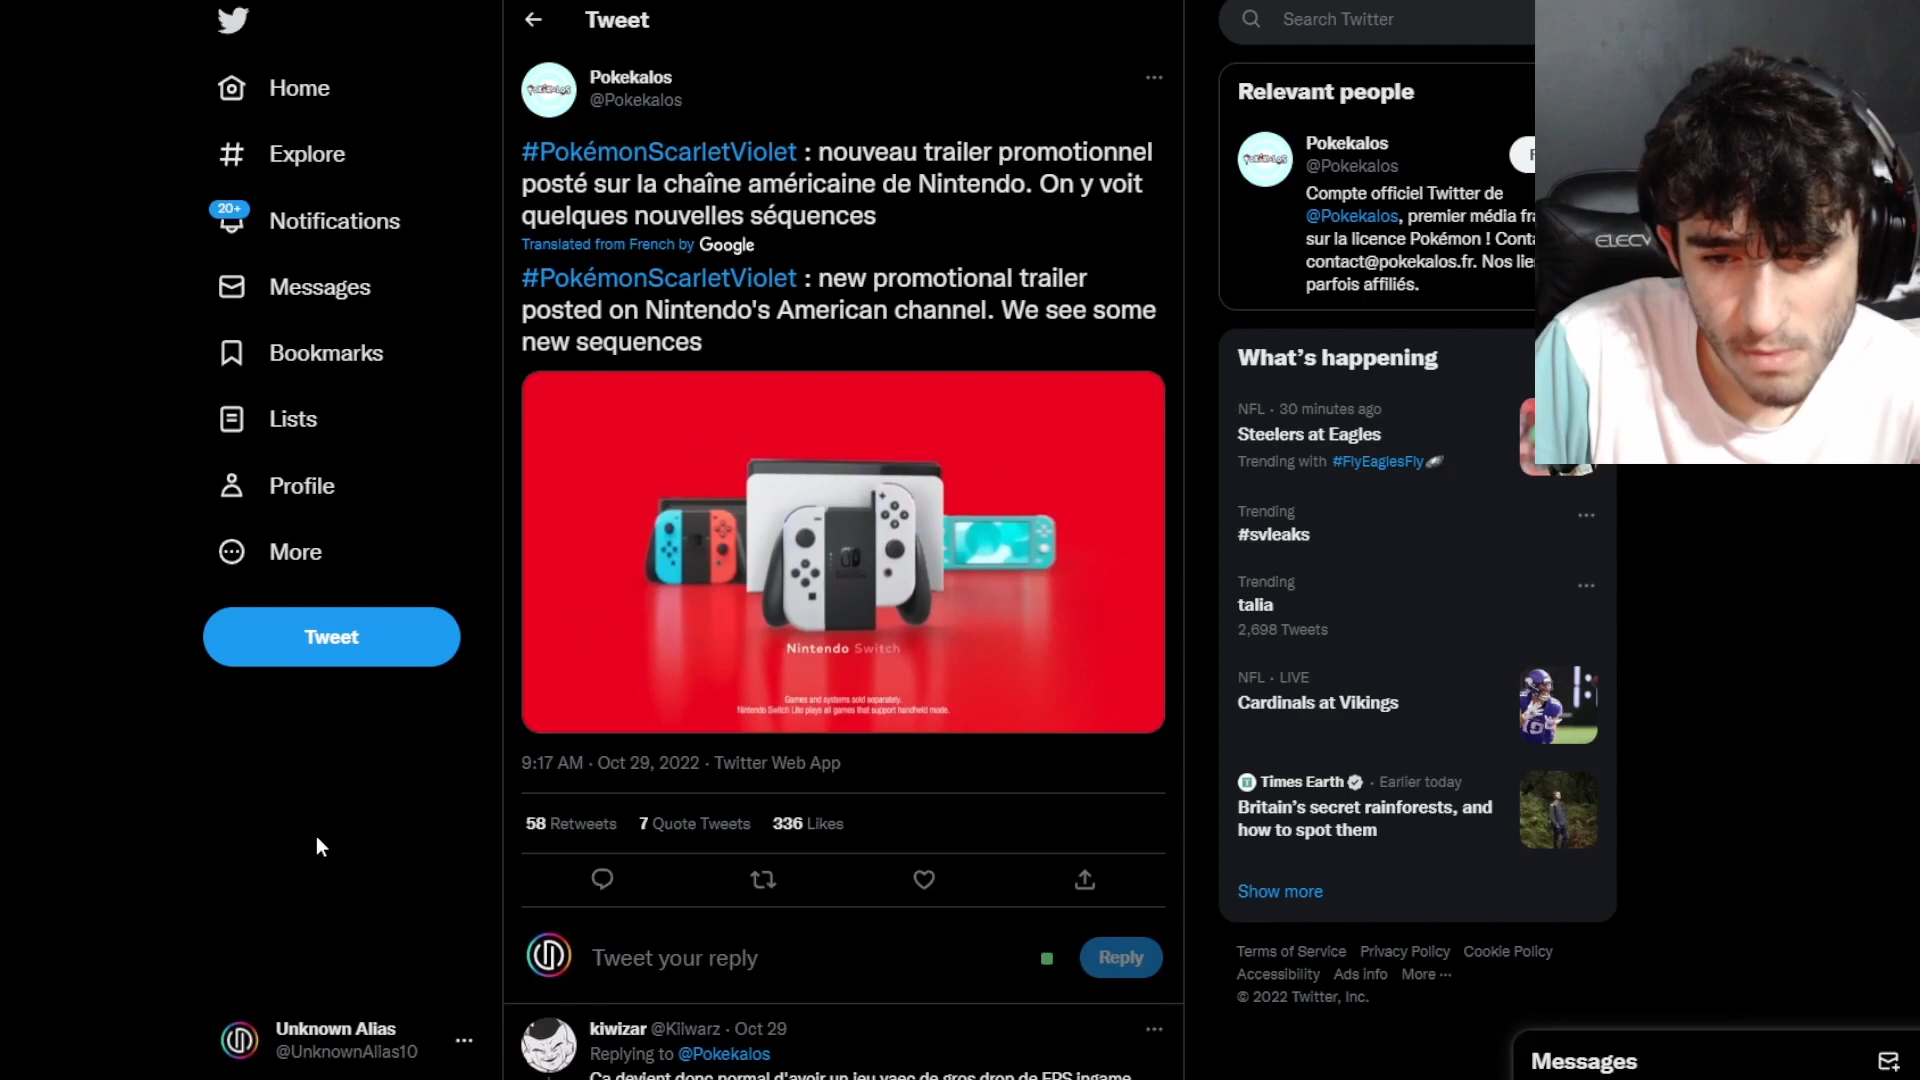 Tweet
Search Twitter
Home
Explore
20+
Notifications
Messages
Bookmarks
Lists
Profile
More
Tweet
Unknown Alias
@UnknownAlias10
Pokekalos
@Pokekalos
#PokémonScarletViolet : nouveau trailer promotionnel
posté sur la chaîne américaine de Nintendo. On y voit
quelques nouvelles séquences
Translated from French by Google
#PokémonScarletViolet : new promotional trailer
posted on Nintendo's American channel. We see some
new sequences
Nintendo Switch
Games and systems sold separately.
Nintendo Switch Lite plays all games that support handheld mode.
9:17 AM · Oct 29, 2022 · Twitter Web App
58 Retweets 7 Quote Tweets 336 Likes
Tweet your reply
Reply
kiwizar @Kliwarz · Oct 29
Replying to @Pokekalos
Ça devient donc normal d'avoir un jeu vaec de gros drop de FPS ingame
Relevant people
Pokekalos
@Pokekalos
Compte officiel Twitter de
@Pokekalos, premier média fra
sur la licence Pokémon ! Conta
contact@pokekalos.fr. Nos lie
parfois affiliés.
ELECV
What's happening
NFL · 30 minutes ago
Steelers at Eagles
Trending with #FlyEaglesFly
Trending
#svleaks
Trending
talia
2,698 Tweets
NFL · LIVE
Cardinals at Vikings
Times Earth · Earlier today
Britain's secret rainforests, and
how to spot them
Show more
Terms of Service Privacy Policy Cookie Policy
Accessibility Ads info More ···
© 2022 Twitter, Inc.
Messages